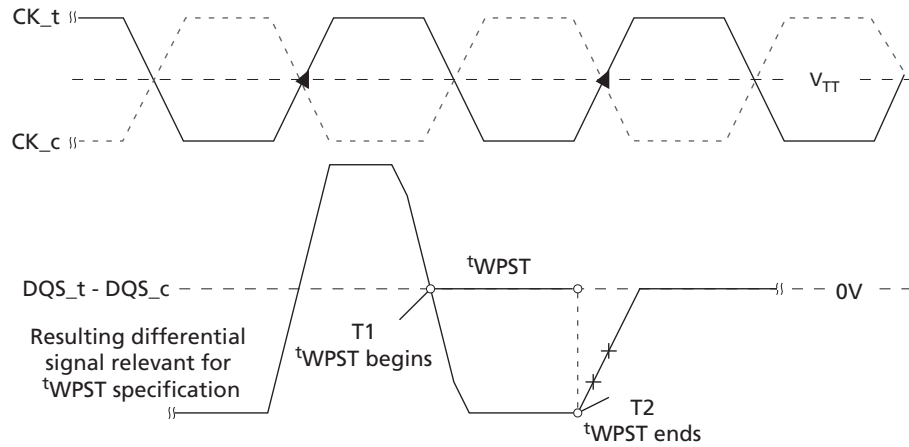 CK_t
VTT
CK_c
tWPST
DQS_t - DQS_c
0V
T1
tWPST begins
Resulting differential
signal relevant for
tWPST specification
T2
tWPST ends